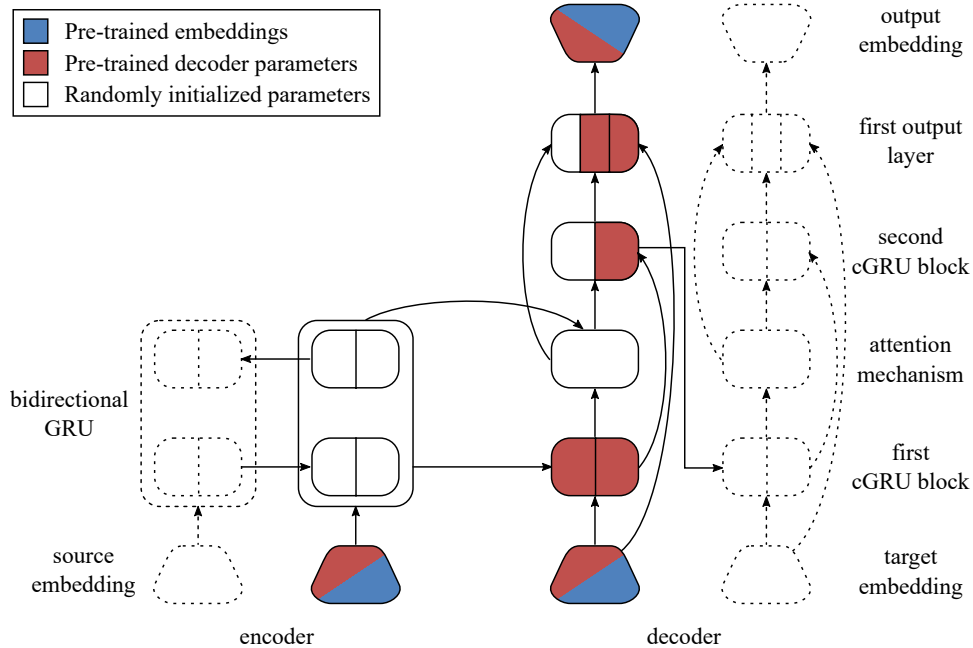 Pre-trained embeddings
Pre-trained decoder parameters
Randomly initialized parameters
output
embedding
first output
layer
second
cGRU block
attention
mechanism
bidirectional
GRU
first
cGRU block
source
embedding
target
embedding
encoder
decoder